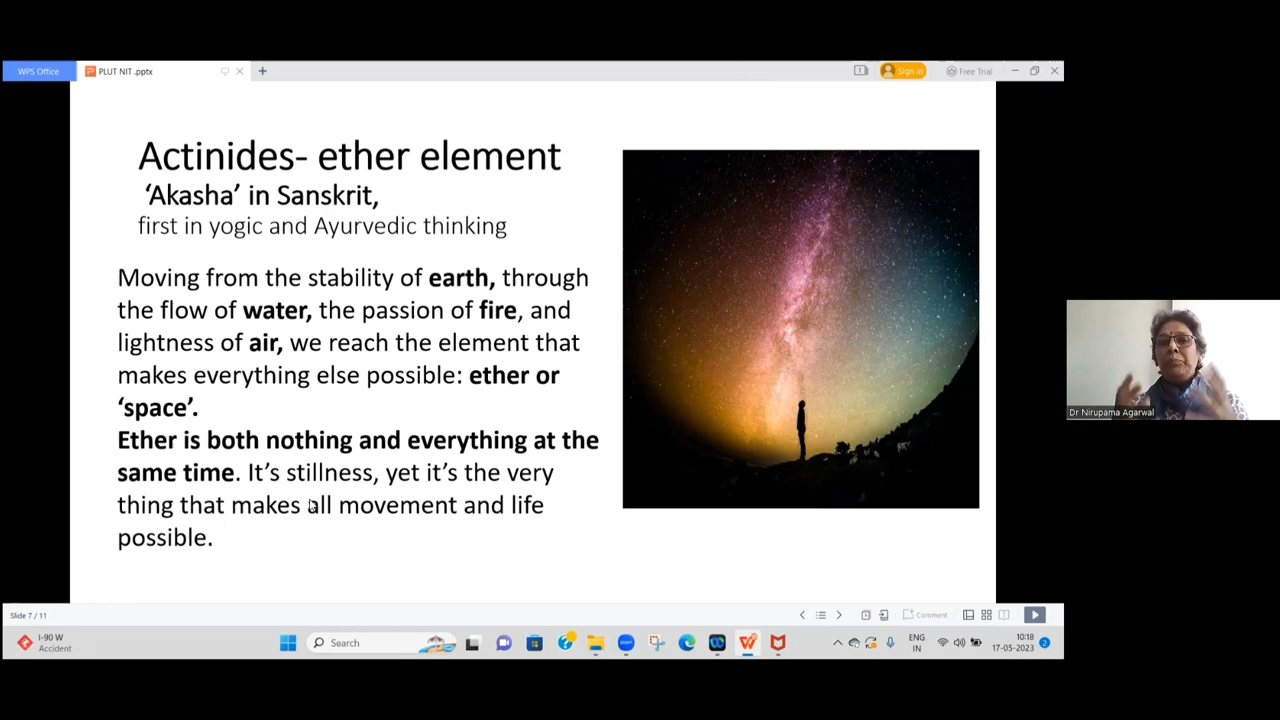 WPS Office
PLUT NIT .pptx
1
Sign in
Free Trial
Actinides- ether element
‘Akasha’ in Sanskrit,
first in yogic and Ayurvedic thinking
Moving from the stability of earth, through
the flow of water, the passion of fire, and
lightness of air, we reach the element that
makes everything else possible: ether or
‘space’.
Ether is both nothing and everything at the
same time. It’s stillness, yet it’s the very
thing that makes all movement and life
possible.
Dr Nirupama Agarwal
Slide 7 / 11
Comment
I-90 W
Accident
Search
ENG
IN
10:18
17-05-2023
2